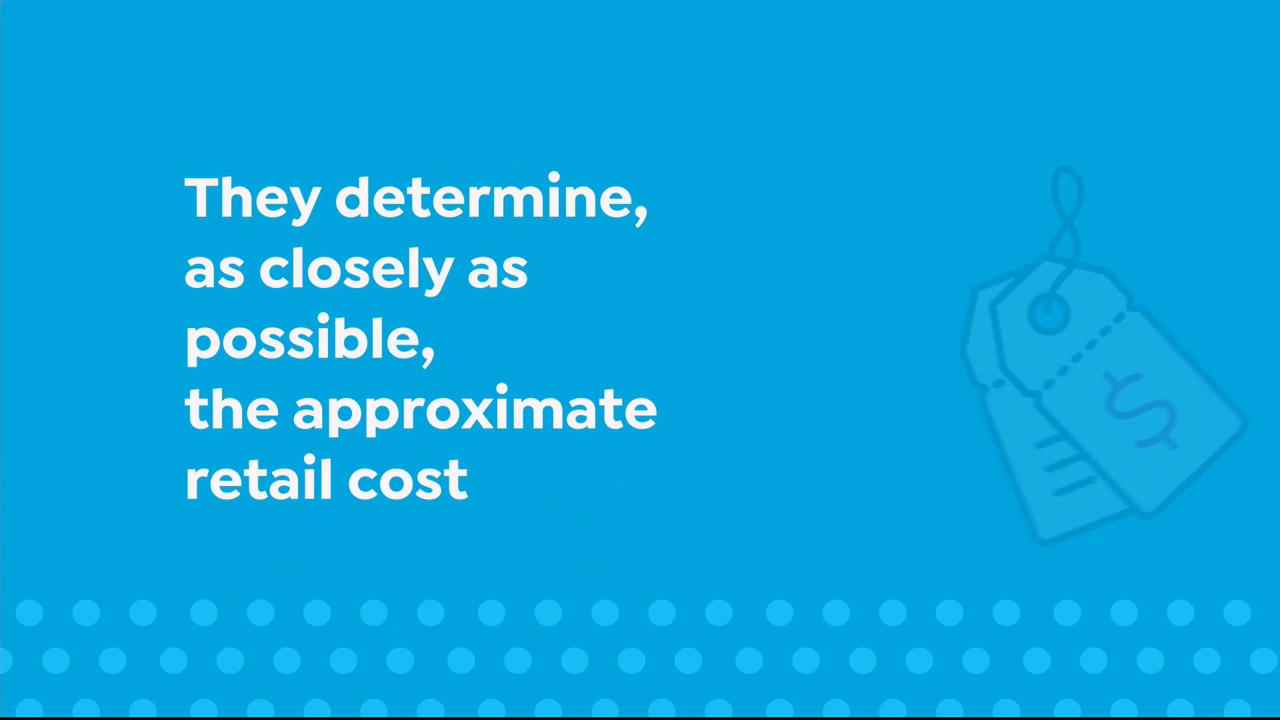 They determine,
as closely as
possible,
the approximate
retail cost
$